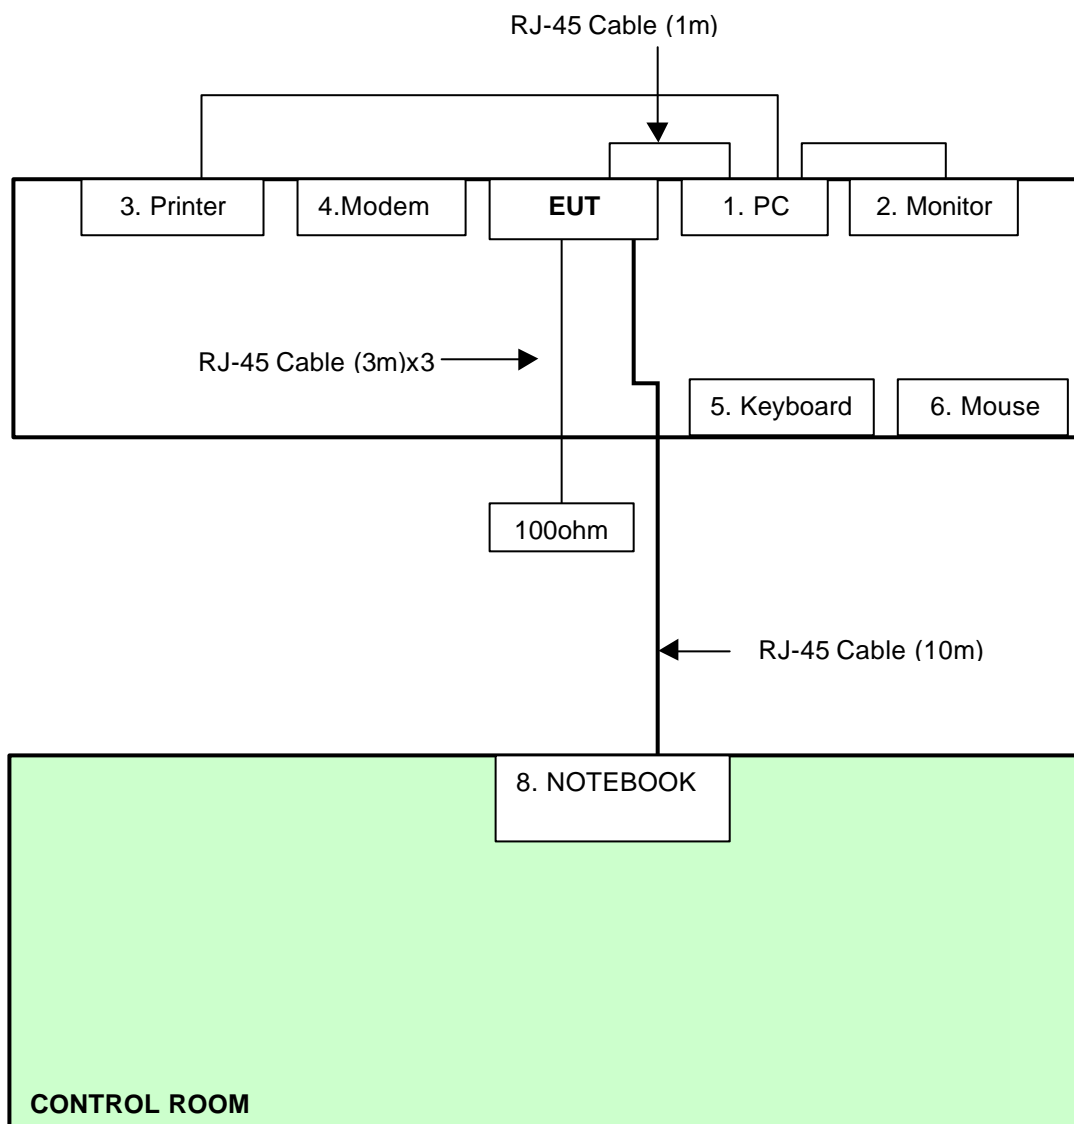 RJ-45 Cable (1m)
3. Printer
4.Modem
EUT
1. PC
2. Monitor
RJ-45 Cable (3m)x3
5. Keyboard
6. Mouse
100ohm
RJ-45 Cable (10m)
8. NOTEBOOK
CONTROL ROOM